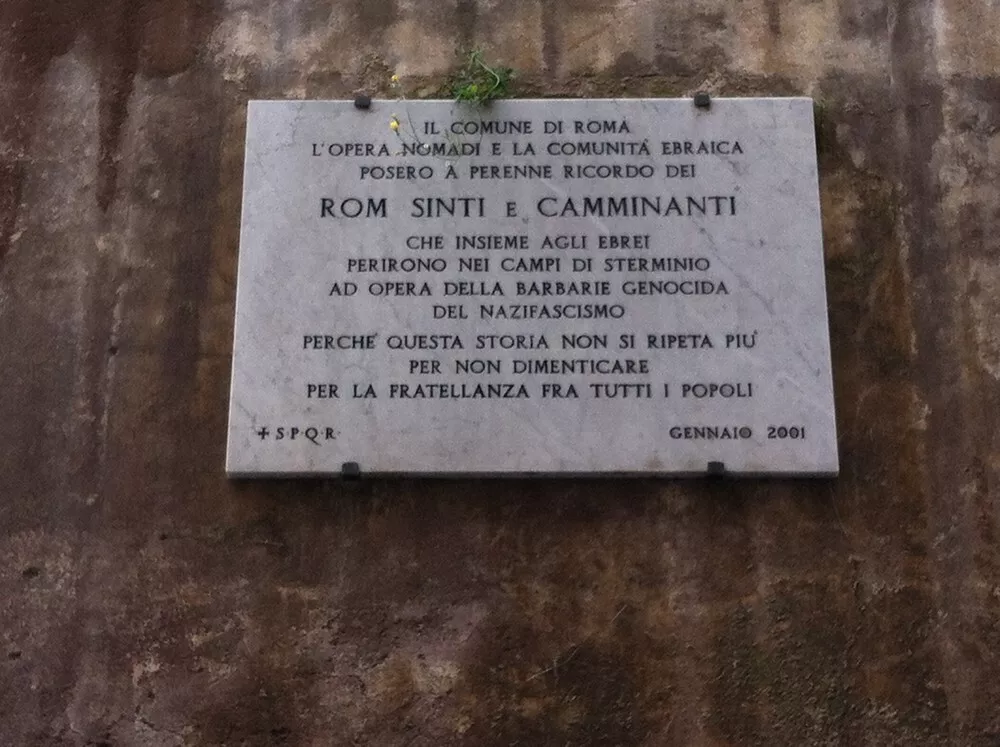 IL COMUNE DI ROMA
L'OPERA NOMADI E LA COMUNITÀ EBRAICA
POSERO A PERENNE RICORDO DEI
ROM SINTI E CAMMINANTI
CHE INSIEME AGLI EBREI
PERIRONO NEI CAMPI DI STERMINIO
AD OPERA DELLA BARBARIE GENOCIDA
DEL NAZIFASCISMO
PERCHE' QUESTA STORIA NON SI RIPETA PIU'
PER NON DIMENTICARE
PER LA FRATELLANZA FRA TUTTI I POPOLI
✠ S·P·Q·R· GENNAIO 2001